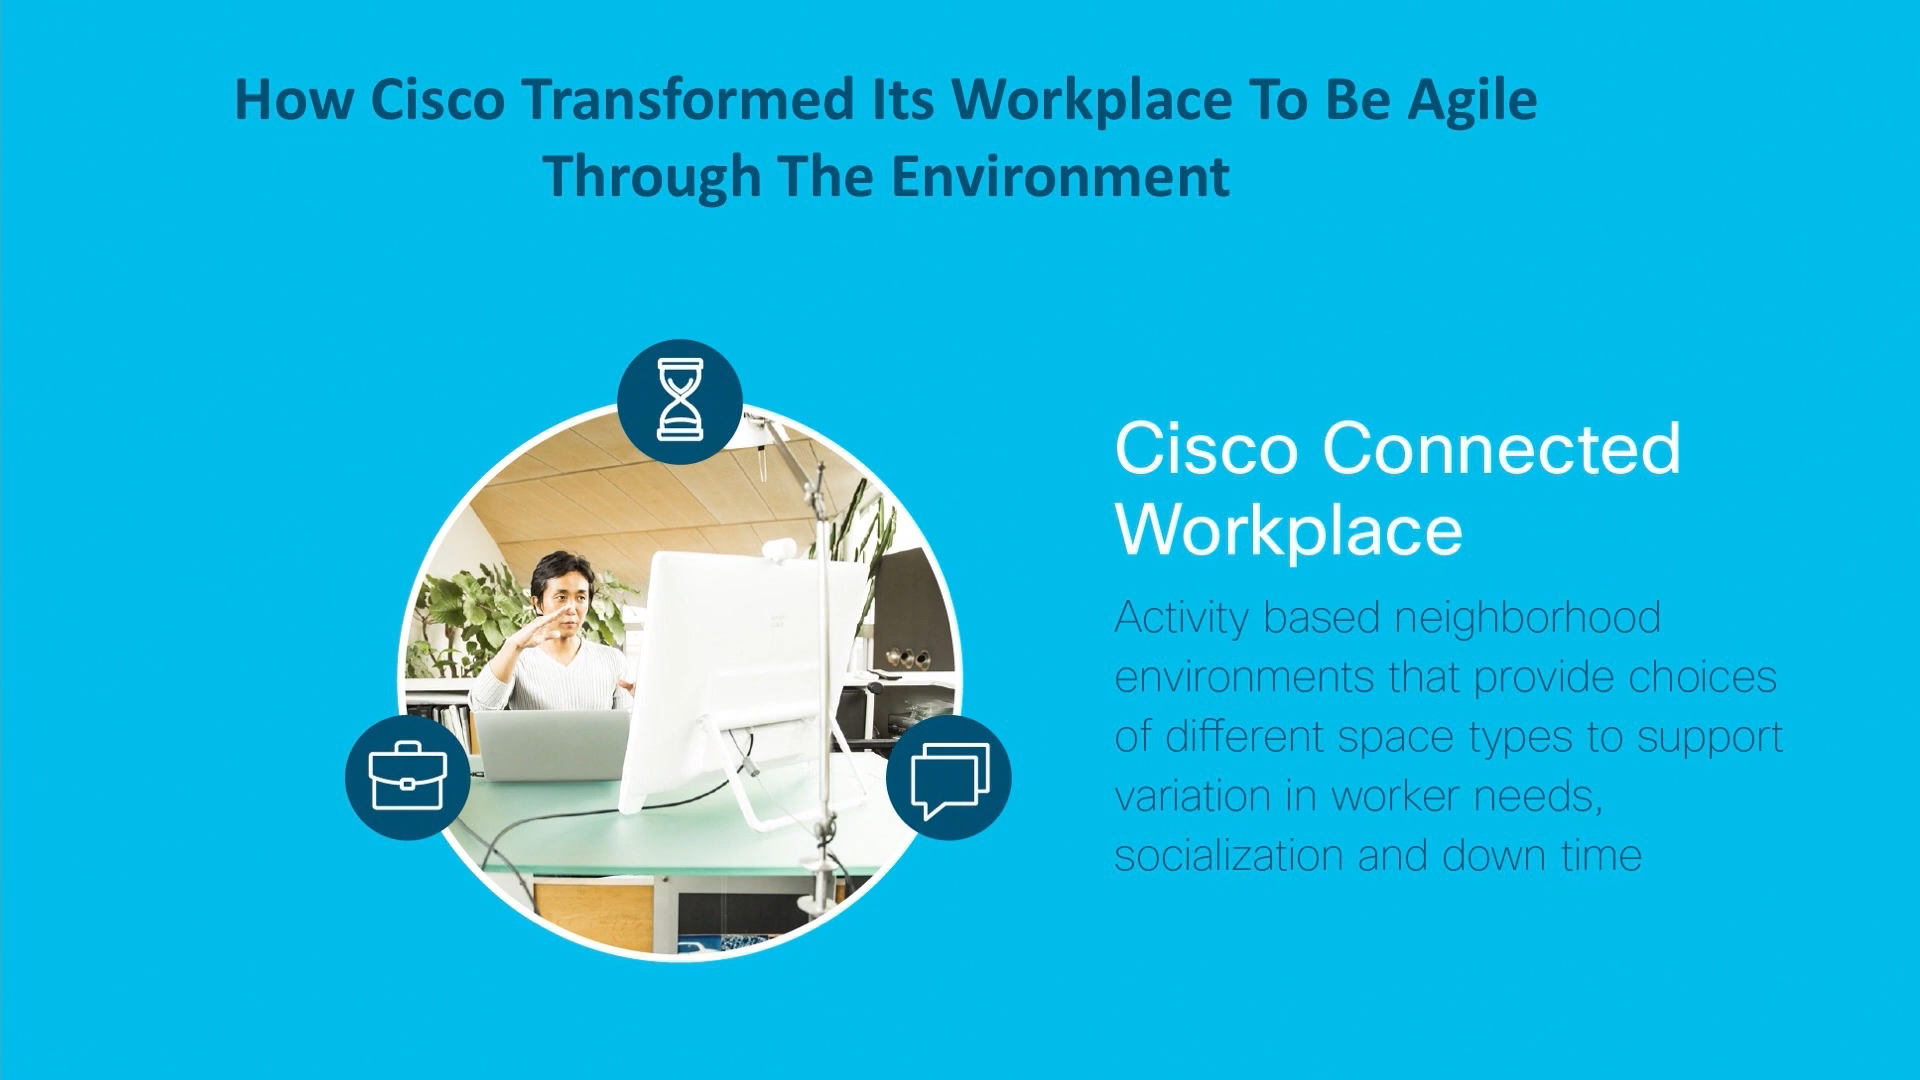 How Cisco Transformed Its Workplace To Be Agile
Through The Environment
Cisco Connected
Workplace
Activity based neighborhood
environments that provide choices
of different space types to support
variation in worker needs,
socialization and down time